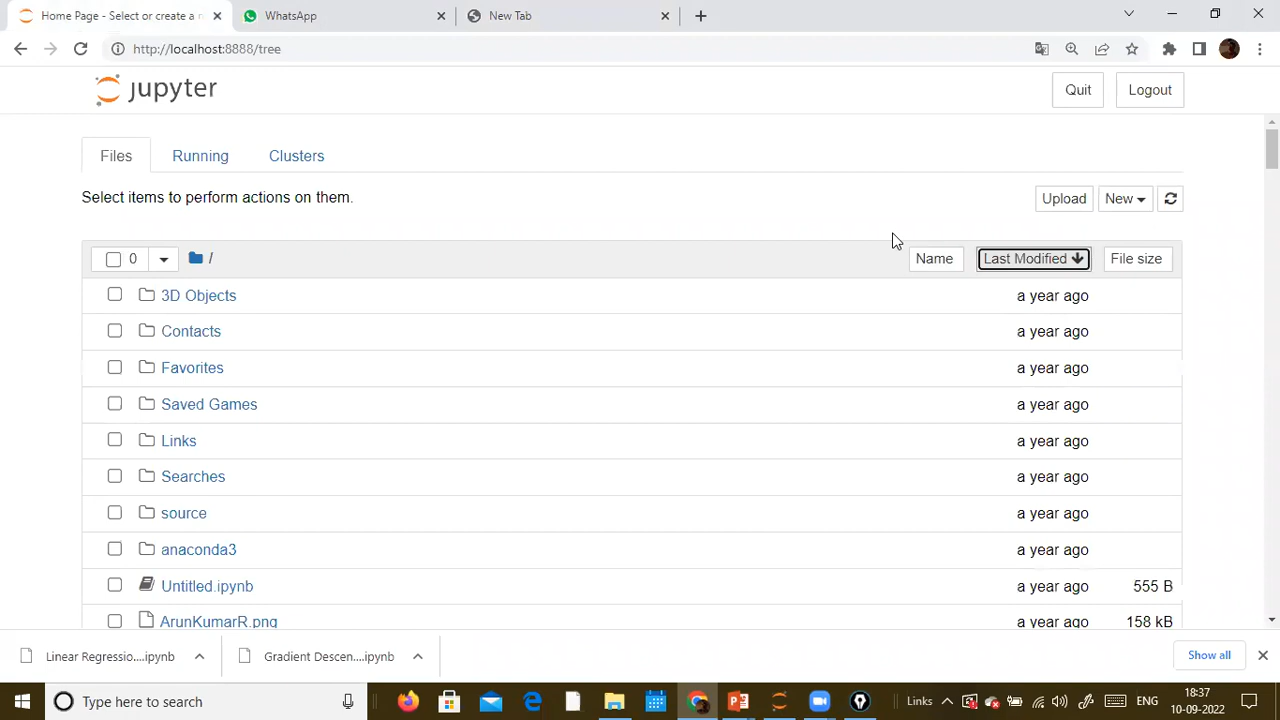 Home Page - Select or create a n
WhatsApp
New Tab
http://localhost:8888/tree
jupyter
Quit
Logout
Files
Running
Clusters
Select items to perform actions on them.
Upload
New
0
/
Name
Last Modified
File size
3D Objects
a year ago
Contacts
a year ago
Favorites
a year ago
Saved Games
a year ago
Links
a year ago
Searches
a year ago
source
a year ago
anaconda3
a year ago
Untitled.ipynb
a year ago
555 B
ArunKumarR.png
a year ago
158 kB
Linear Regressio....ipynb
Gradient Descen....ipynb
Show all
Type here to search
Links
ENG
18:37
10-09-2022